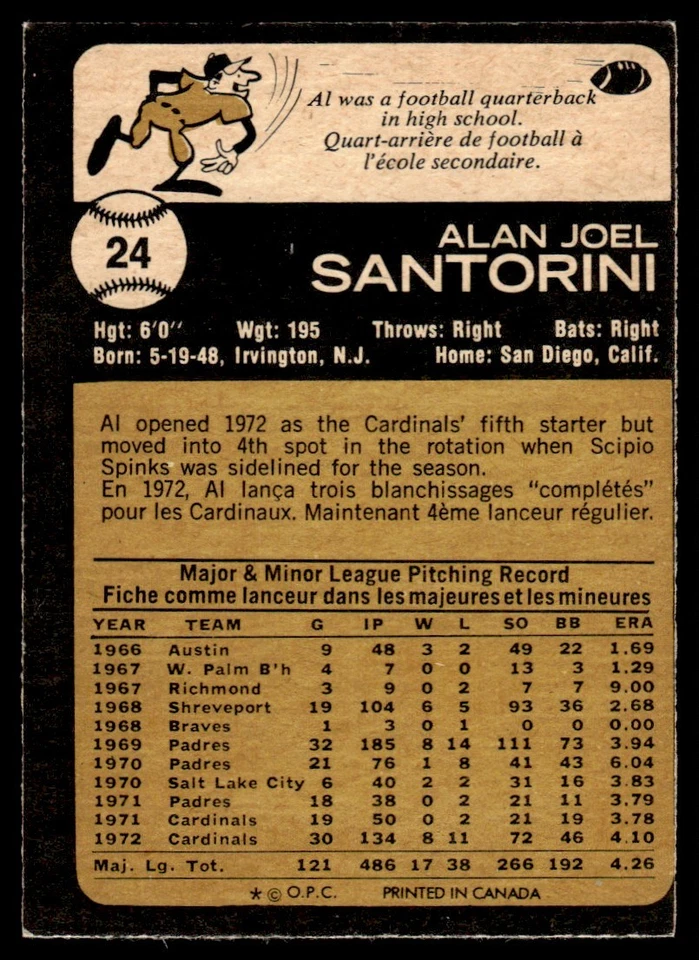 Al was a football quarterback
in high school.
Quart-arrière de football à
l'école secondaire.
24
ALAN JOEL
SANTORINI
Hgt: 6'0" Wgt: 195 Throws: Right Bats: Right
Born: 5-19-48, Irvington, N.J. Home: San Diego, Calif.
Al opened 1972 as the Cardinals' fifth starter but
moved into 4th spot in the rotation when Scipio
Spinks was sidelined for the season.
En 1972, Al lança trois blanchissages "complétés"
pour les Cardinaux. Maintenant 4ème lanceur régulier.
Major & Minor League Pitching Record
Fiche comme lanceur dans les majeures et les mineures
YEAR TEAM G IP W L SO BB ERA
1966 Austin 9 48 3 2 49 22 1.69
1967 W. Palm B'h 4 7 0 0 13 3 1.29
1967 Richmond 3 9 0 2 7 7 9.00
1968 Shreveport 19 104 6 5 93 36 2.68
1968 Braves 1 3 0 1 0 0 0.00
1969 Padres 32 185 8 14 111 73 3.94
1970 Padres 21 76 1 8 41 43 6.04
1970 Salt Lake City 6 40 2 2 31 16 3.83
1971 Padres 18 38 0 2 21 11 3.79
1971 Cardinals 19 50 0 2 21 19 3.78
1972 Cardinals 30 134 8 11 72 46 4.10
Maj. Lg. Tot. 121 486 17 38 266 192 4.26
* © O.P.C. PRINTED IN CANADA